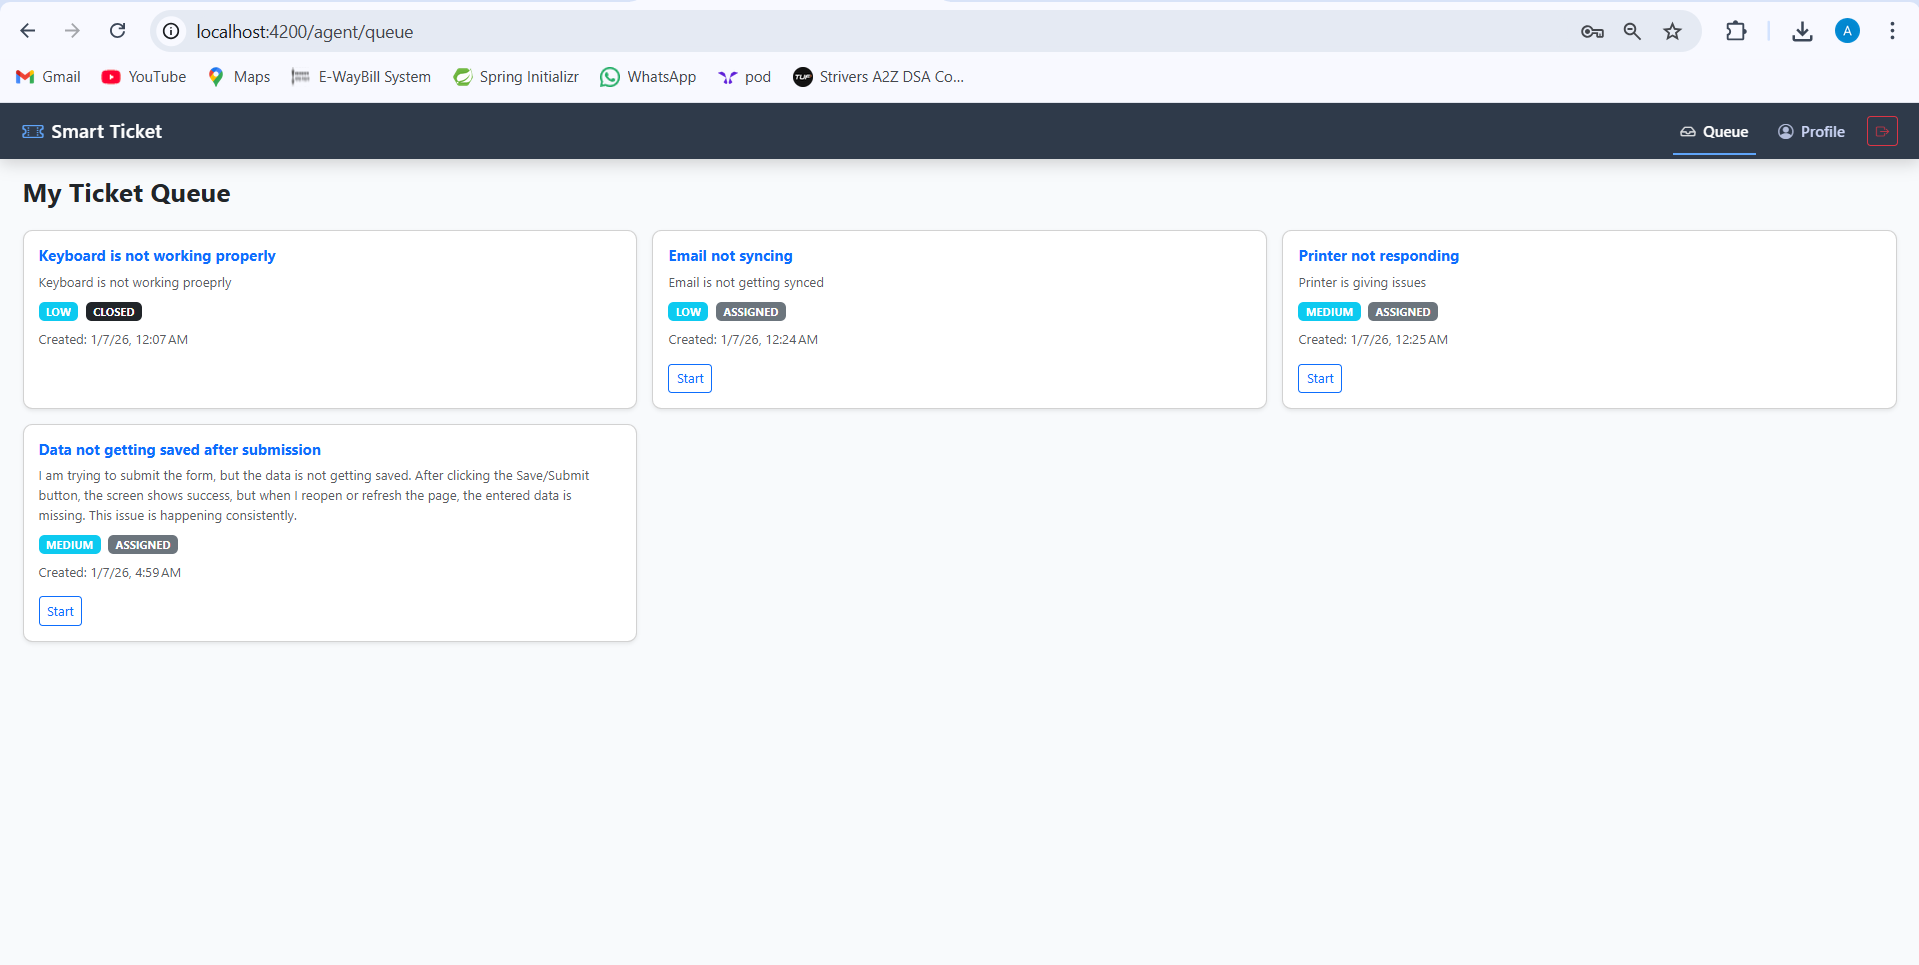 localhost:4200/agent/queue
A
Gmail
YouTube
Maps
E-WayBill System
Spring Initializr
WhatsApp
pod
TUF
Strivers A2Z DSA Co...
Smart Ticket
Queue
Profile
My Ticket Queue
Keyboard is not working properly
Keyboard is not working proeprly
LOW CLOSED
Created: 1/7/26, 12:07 AM
Email not syncing
Email is not getting synced
LOW ASSIGNED
Created: 1/7/26, 12:24 AM
Start
Printer not responding
Printer is giving issues
MEDIUM ASSIGNED
Created: 1/7/26, 12:25 AM
Start
Data not getting saved after submission
I am trying to submit the form, but the data is not getting saved. After clicking the Save/Submit
button, the screen shows success, but when I reopen or refresh the page, the entered data is
missing. This issue is happening consistently.
MEDIUM ASSIGNED
Created: 1/7/26, 4:59 AM
Start